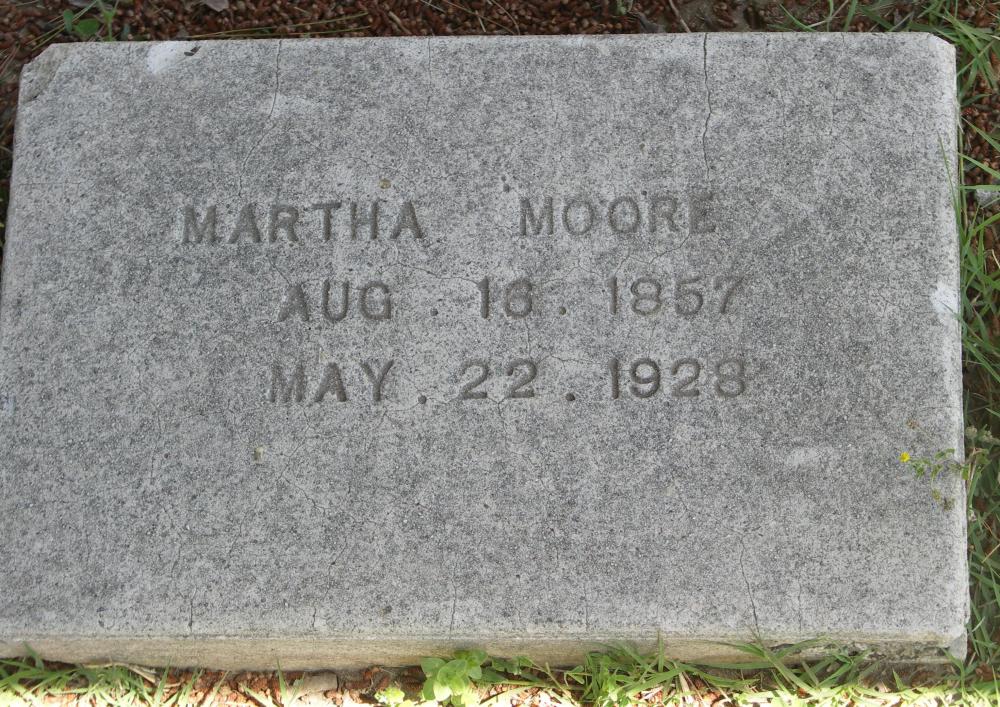 MARTHA MOORE
AUG. 16. 1857
MAY. 22. 1928